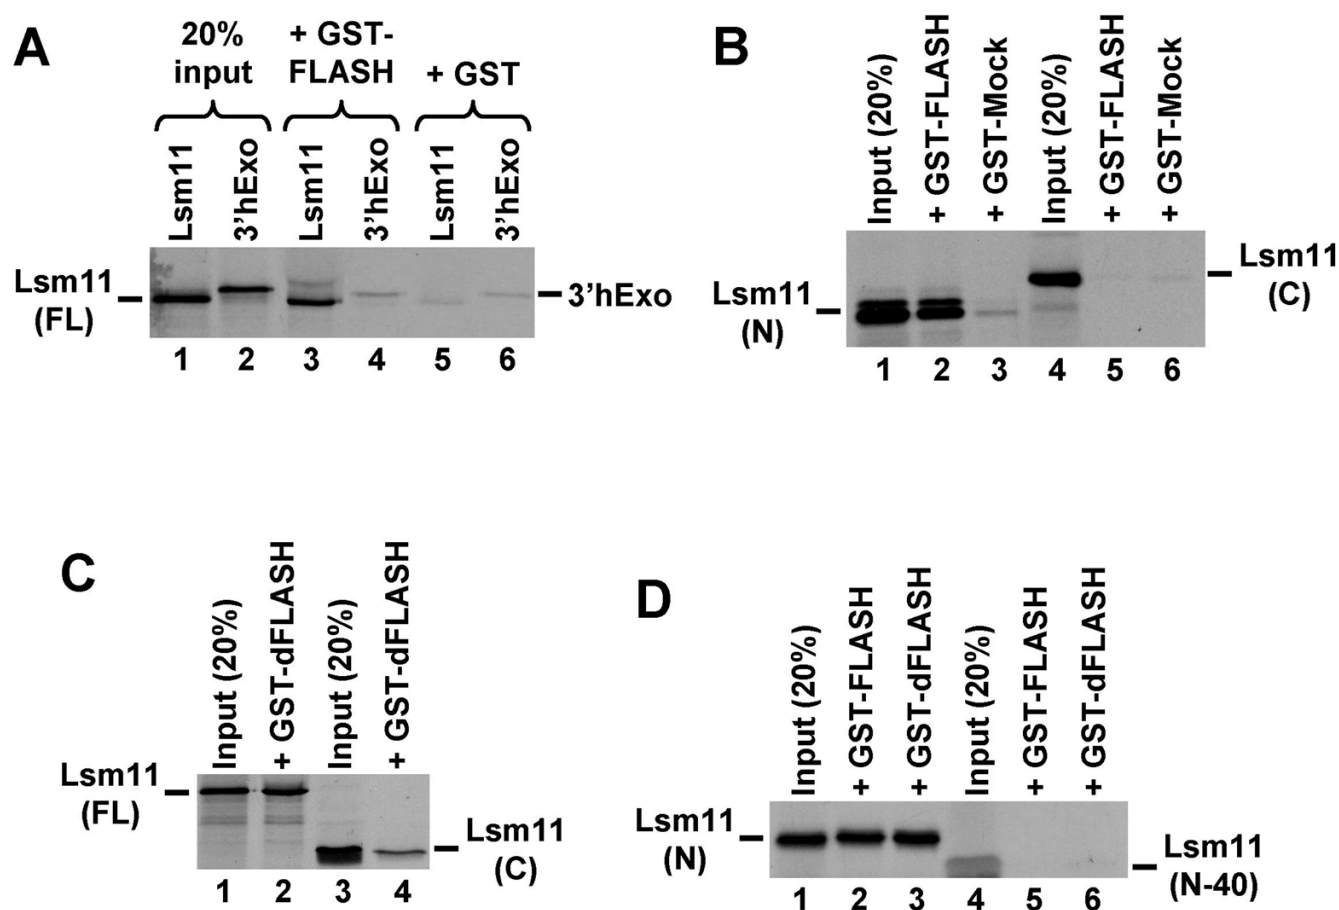 A
20%
input
+ GST-
FLASH
+ GST
Lsm11
3’hExo
Lsm11
3’hExo
Lsm11
3’hExo
Lsm11
(FL)
3’hExo
1 2 3 4 5 6
B
Input (20%)
+ GST-FLASH
+ GST-Mock
Input (20%)
+ GST-FLASH
+ GST-Mock
Lsm11
(N)
Lsm11
(C)
1 2 3 4 5 6
C
Input (20%)
+ GST-dFLASH
Input (20%)
+ GST-dFLASH
Lsm11
(FL)
Lsm11
(C)
1 2 3 4
D
Input (20%)
+ GST-FLASH
+ GST-dFLASH
Input (20%)
+ GST-FLASH
+ GST-dFLASH
Lsm11
(N)
Lsm11
(N-40)
1 2 3 4 5 6